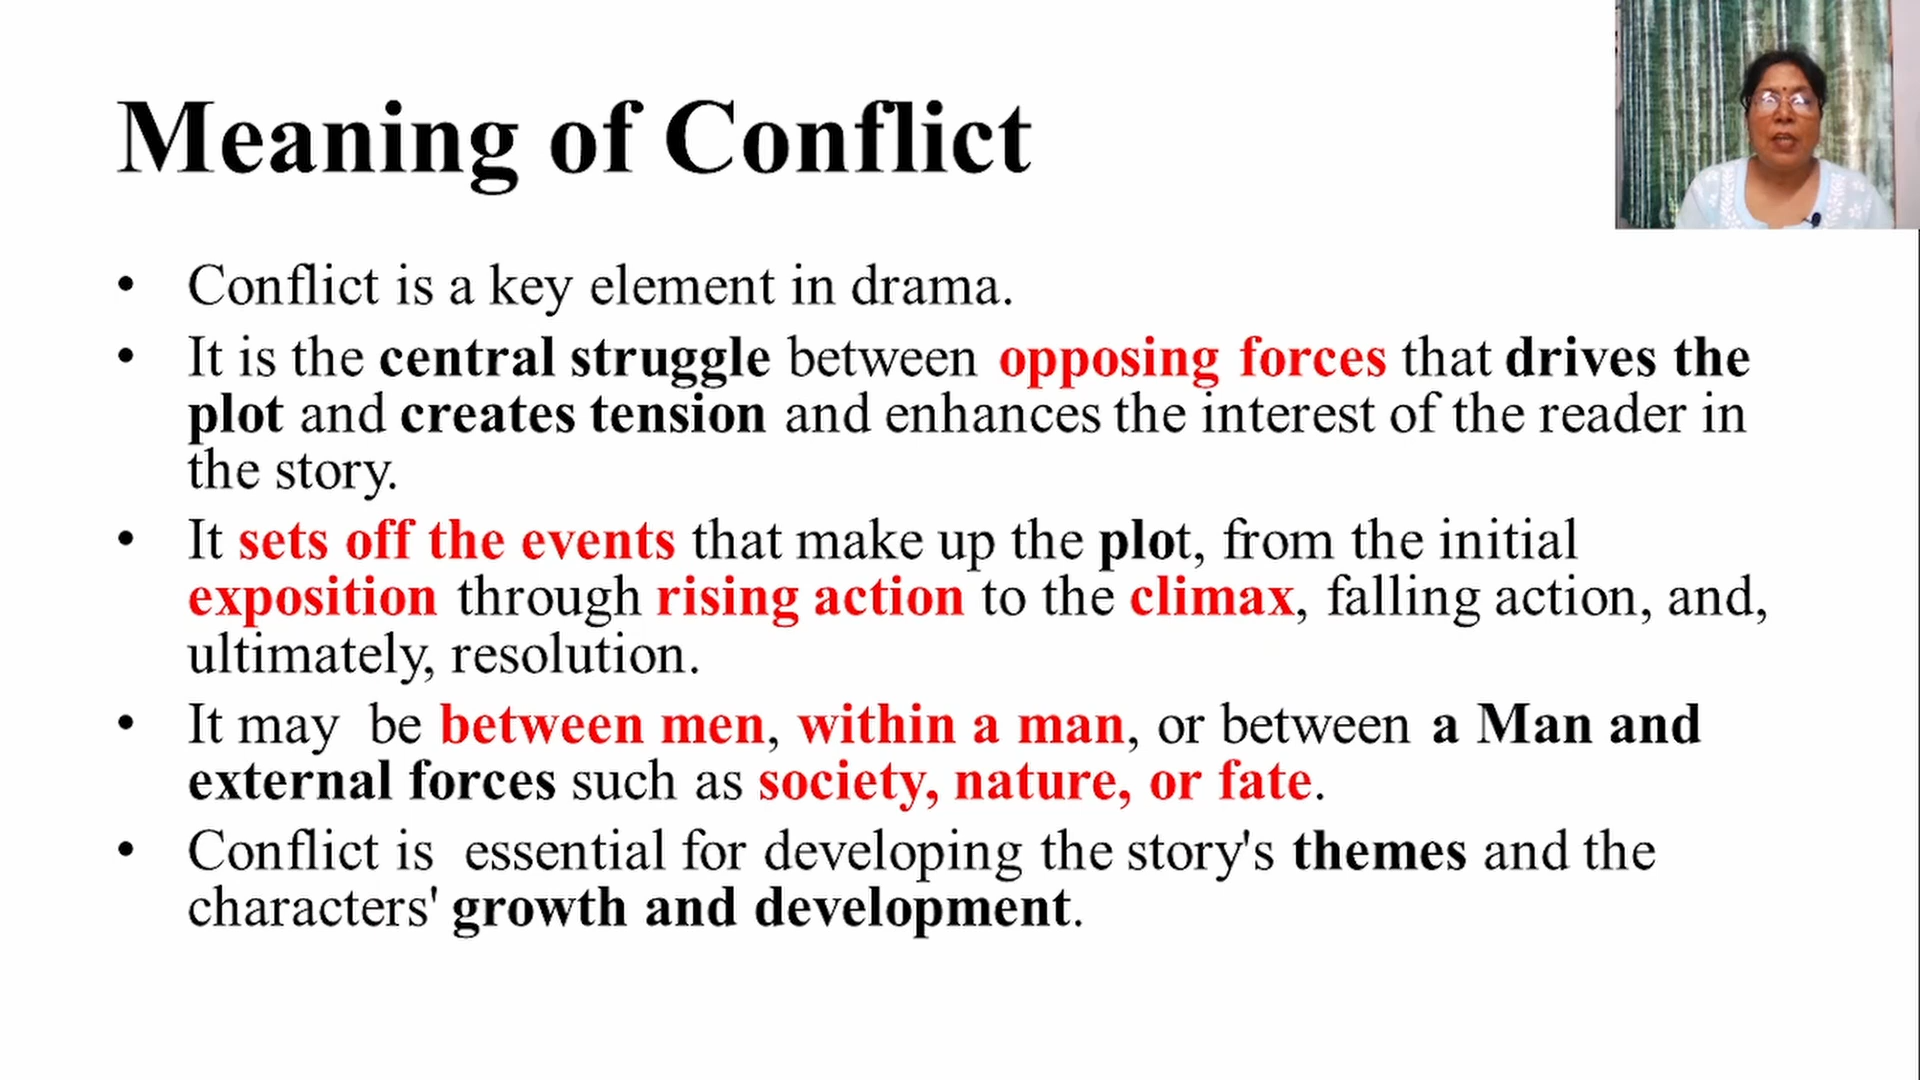 Meaning of Conflict
• Conflict is a key element in drama.
• It is the central struggle between opposing forces that drives the
plot and creates tension and enhances the interest of the reader in
the story.
• It sets off the events that make up the plot, from the initial
exposition through rising action to the climax, falling action, and,
ultimately, resolution.
• It may be between men, within a man, or between a Man and
external forces such as society, nature, or fate.
• Conflict is essential for developing the story's themes and the
characters' growth and development.